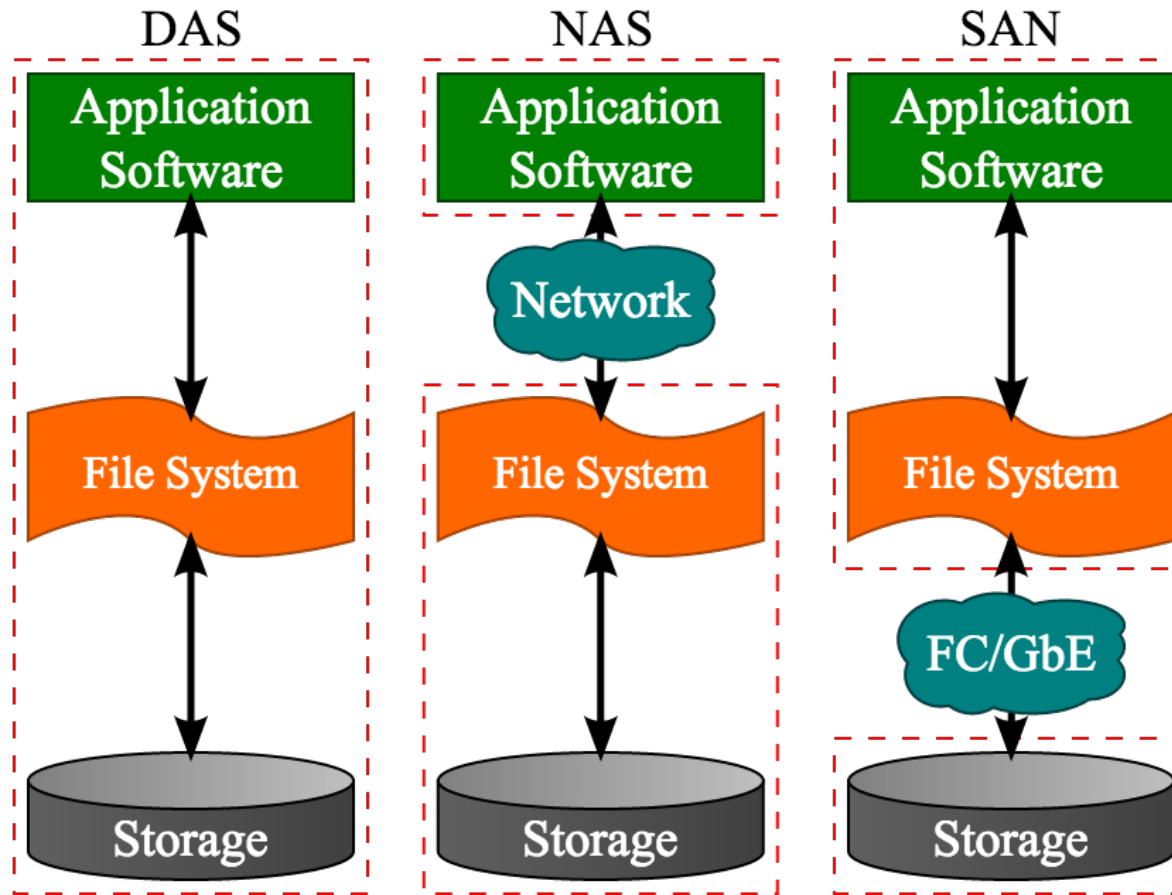 DAS
NAS
SAN
Application
Software
Application
Software
Application
Software
Network
File System
File System
File System
FC/GbE
Storage
Storage
Storage